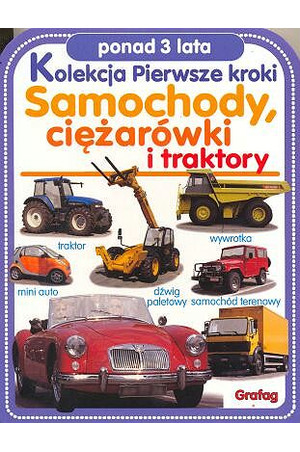 ponad 3 lata
Kolekcja Pierwsze kroki
Samochody,
ciężarówki
i traktory
traktor
wywrotka
mini auto
dźwig
paletowy
samochód terenowy
Grafag